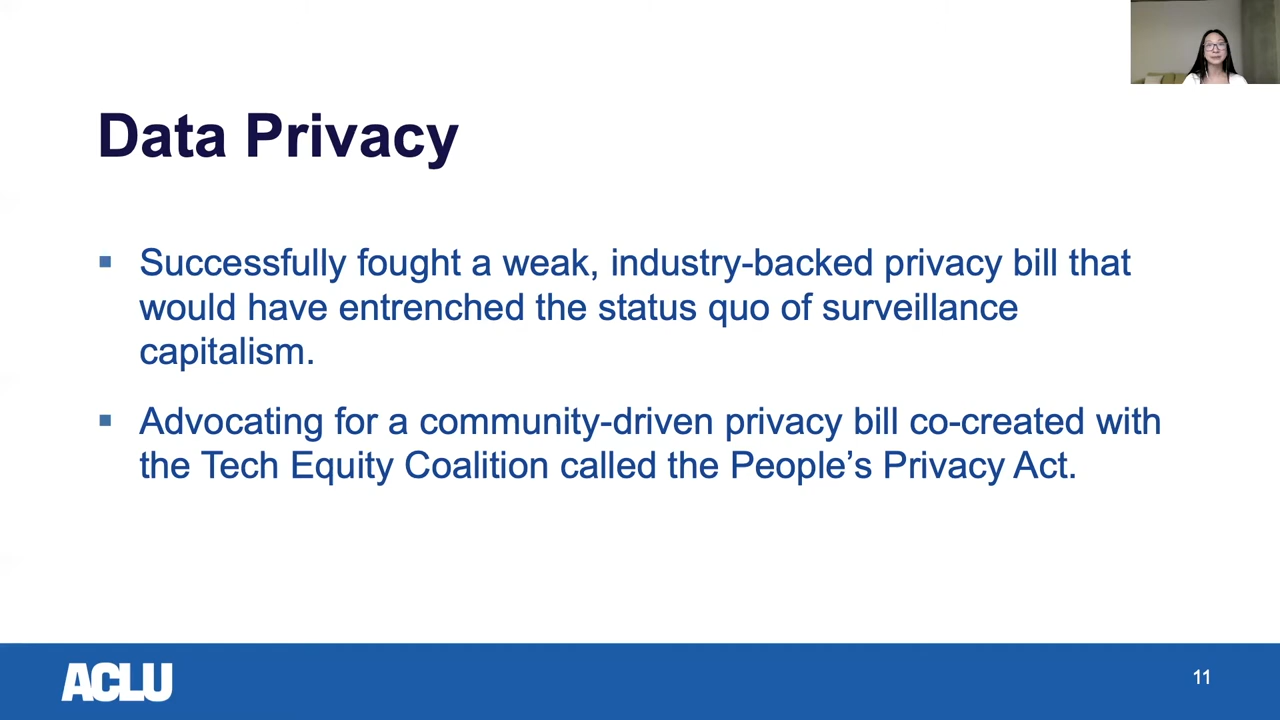 Data Privacy
Successfully fought a weak, industry-backed privacy bill that
would have entrenched the status quo of surveillance
capitalism.
Advocating for a community-driven privacy bill co-created with
the Tech Equity Coalition called the People’s Privacy Act.
ACLU
11